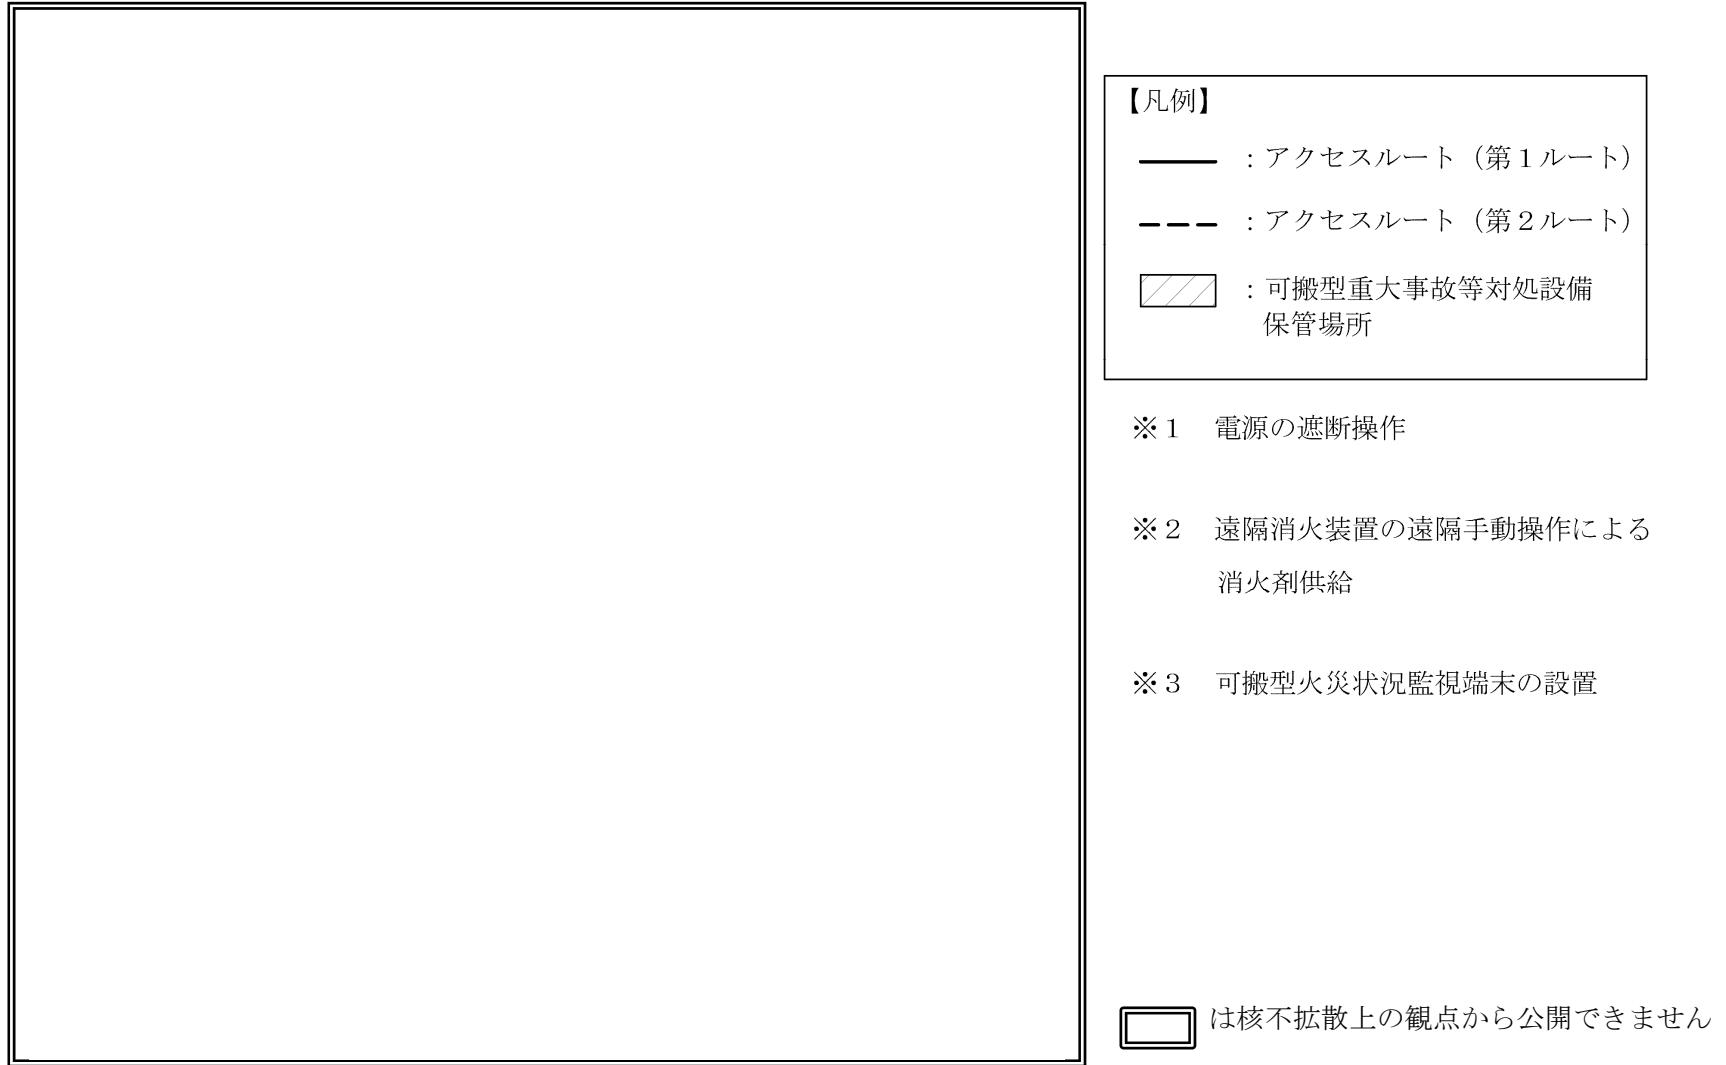 【凡例】
：アクセスルート（第１ルート）
：アクセスルート（第２ルート）
：可搬型重大事故等対処設備
保管場所
※１　電源の遮断操作
※２　遠隔消火装置の遠隔手動操作による
消火剤供給
※３　可搬型火災状況監視端末の設置
は核不拡散上の観点から公開できません